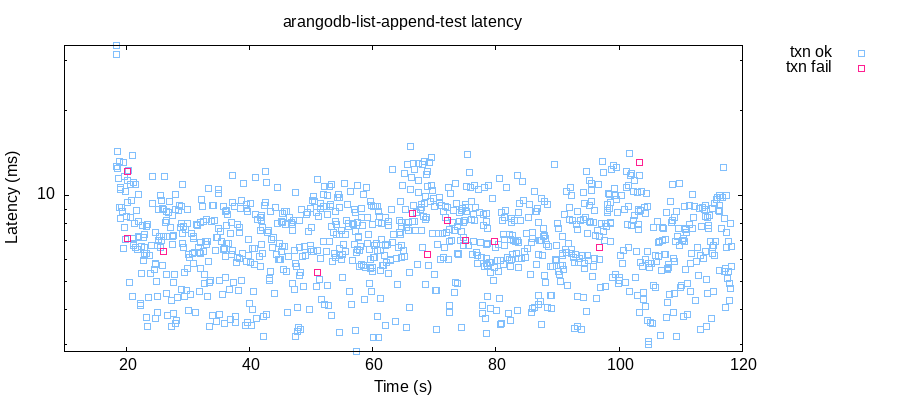 arangodb-list-append-test latency
txn ok
txn fail
Latency (ms)
10
20 40 60 80 100 120
Time (s)